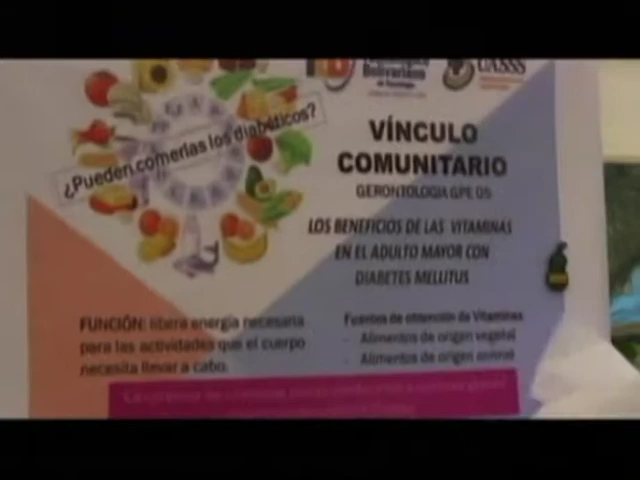 Bolivariano
UASSS
¿Pueden comerlas los diabéticos?
VÍNCULO
COMUNITARIO
GERONTOLOGIA GPE 05
LOS BENEFICIOS DE LAS VITAMINAS
EN EL ADULTO MAYOR CON
DIABETES MELLITUS
FUNCIÓN: libera energía necesaria
para las actividades que el cuerpo
necesita llevar a cabo.
Fuentes de obtención de Vitaminas
- Alimentos de origen vegetal
- Alimentos de origen animal